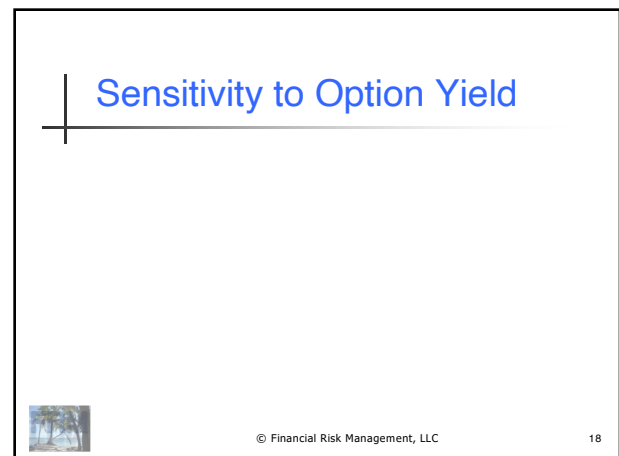 Sensitivity to Option Yield
© Financial Risk Management, LLC
18